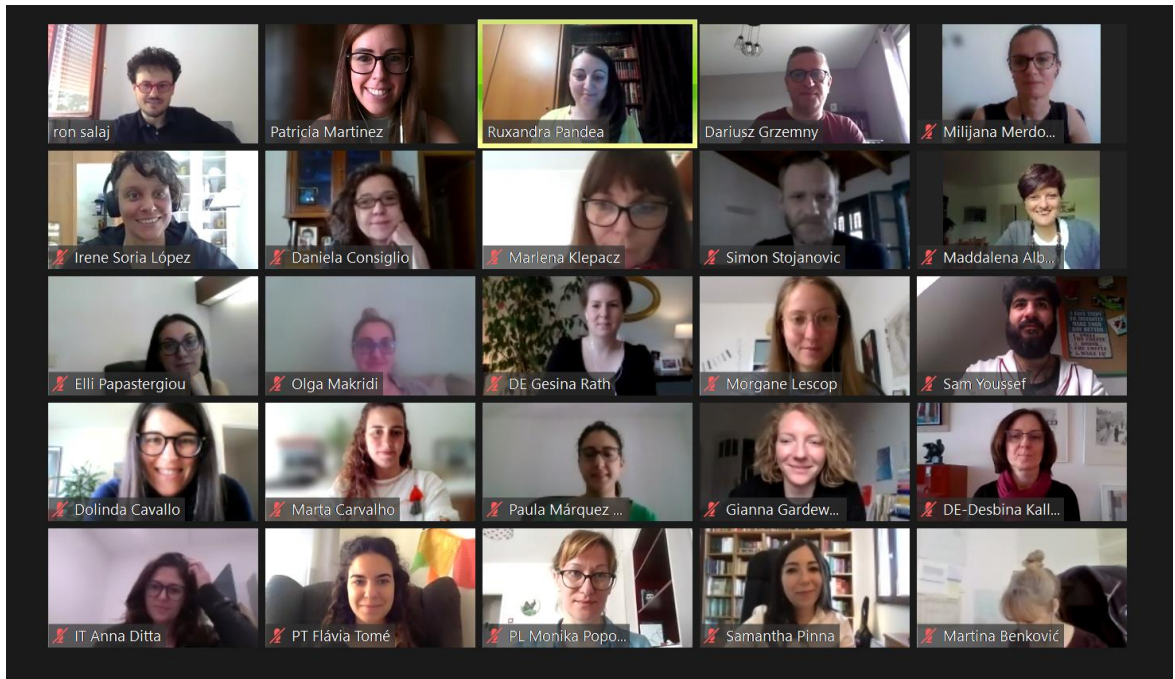 ron salaj
Patricia Martinez
Ruxandra Pandea
Dariusz Grzemny
Milijana Merdo...
Irene Soria López
Daniela Consiglio
Marlena Klepacz
Simon Stojanovic
Maddalena Alb...
Elli Papastergiou
Olga Makridi
DE Gesina Rath
Morgane Lescop
Sam Youssef
Dolinda Cavallo
Marta Carvalho
Paula Márquez ...
Gianna Gardew...
DE-Desbina Kall...
IT Anna Ditta
PT Flávia Tomé
PL Monika Popo...
Samantha Pinna
Martina Benković